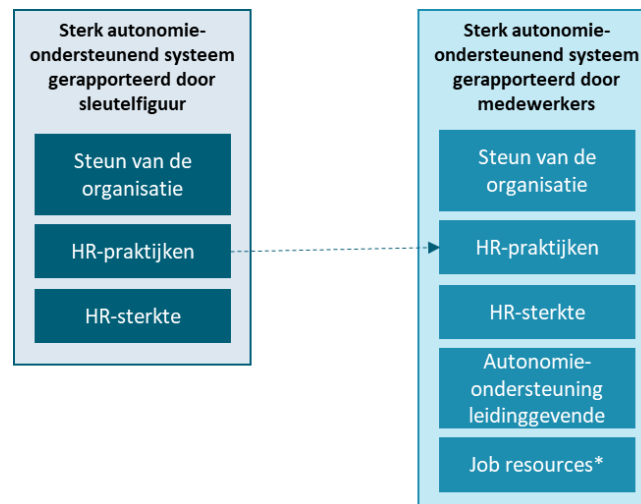 Sterk autonomie-
ondersteunend systeem
gerapporteerd door
sleutelfiguur
Steun van de
organisatie
HR-praktijken
HR-sterkte
Sterk autonomie-
ondersteunend systeem
gerapporteerd door
medewerkers
Steun van de
organisatie
HR-praktijken
HR-sterkte
Autonomie-
ondersteuning
leidinggevende
Job resources*